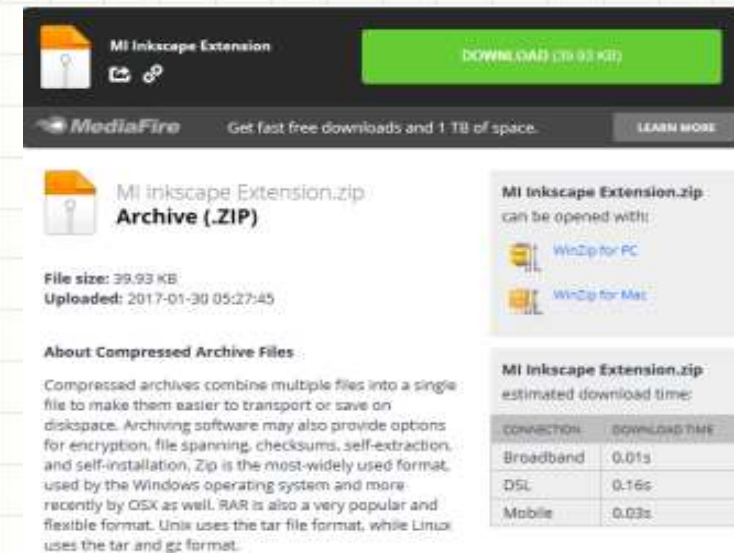 MI Inkscape Extension
DOWNLOAD (39.93 KB)
MediaFire
Get fast free downloads and 1 TB of space.
LEARN MORE
MI Inkscape Extension.zip
Archive (.ZIP)
File size: 39.93 KB
Uploaded: 2017-01-30 05:27:45
About Compressed Archive Files
Compressed archives combine multiple files into a single
file to make them easier to transport or save on
diskspace. Archiving software may also provide options
for encryption, file spanning, checksums, self-extraction,
and self-installation. Zip is the most-widely used format,
used by the Windows operating system and more
recently by OSX as well. RAR is also a very popular and
flexible format. Unix uses the tar file format, while Linux
uses the tar and gz format.
MI Inkscape Extension.zip
can be opened with:
WinZip for PC
WinZip for Mac
MI Inkscape Extension.zip
estimated download time:
CONNECTION DOWNLOAD TIME
Broadband 0.01s
DSL 0.16s
Mobile 0.03s